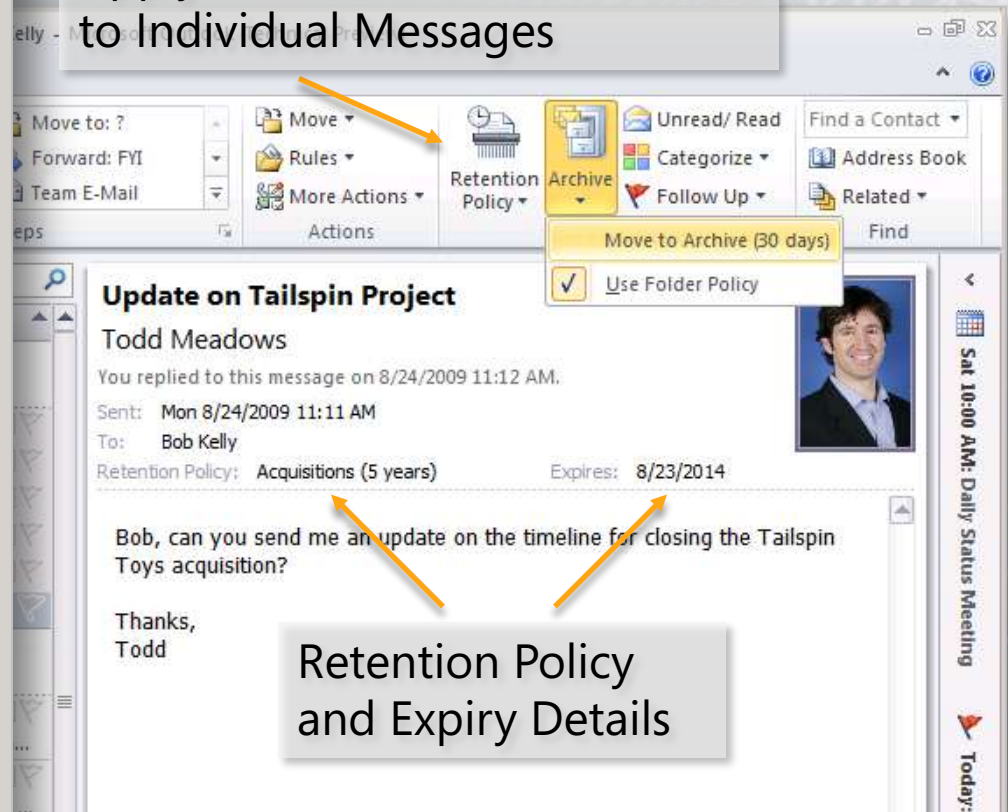 to Individual Messages
elly - M
Move to: ?
Forward: FYI
Team E-Mail
eps
Move
Rules
More Actions
Actions
Retention Policy
Archive
Unread/ Read
Categorize
Follow Up
Find a Contact
Address Book
Related
Find
Move to Archive (30 days)
Use Folder Policy
Update on Tailspin Project
Todd Meadows
You replied to this message on 8/24/2009 11:12 AM.
Sent: Mon 8/24/2009 11:11 AM
To: Bob Kelly
Retention Policy: Acquisitions (5 years) Expires: 8/23/2014
Bob, can you send me an update on the timeline for closing the Tailspin
Toys acquisition?
Thanks,
Todd
Retention Policy
and Expiry Details
Sat 10:00 AM: Daily Status Meeting
Today: